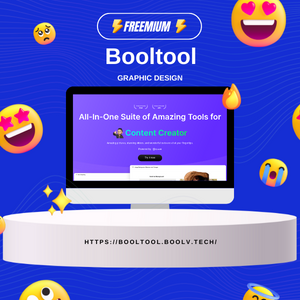 FREEMIUM
Booltool
GRAPHIC DESIGN
All-In-One Suite of Amazing Tools for
Content Creator
HTTPS://BOOLTOOL.BOOLV.TECH/